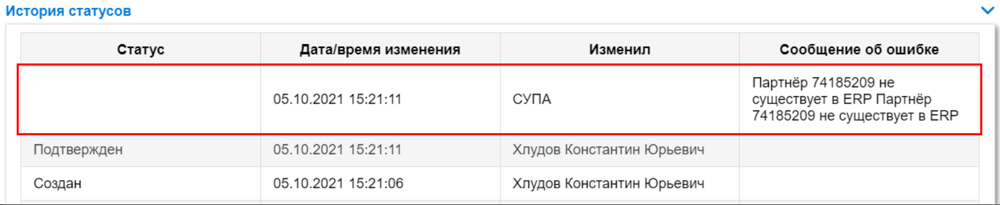 История статусов
Статус Дата/время изменения Изменил Сообщение об ошибке
Партнёр 74185209 не
05.10.2021 15:21:11 СУПА существует в ERP Партнёр
74185209 не существует в ERP
Подтвержден 05.10.2021 15:21:11 Хлудов Константин Юрьевич
Создан 05.10.2021 15:21:06 Хлудов Константин Юрьевич